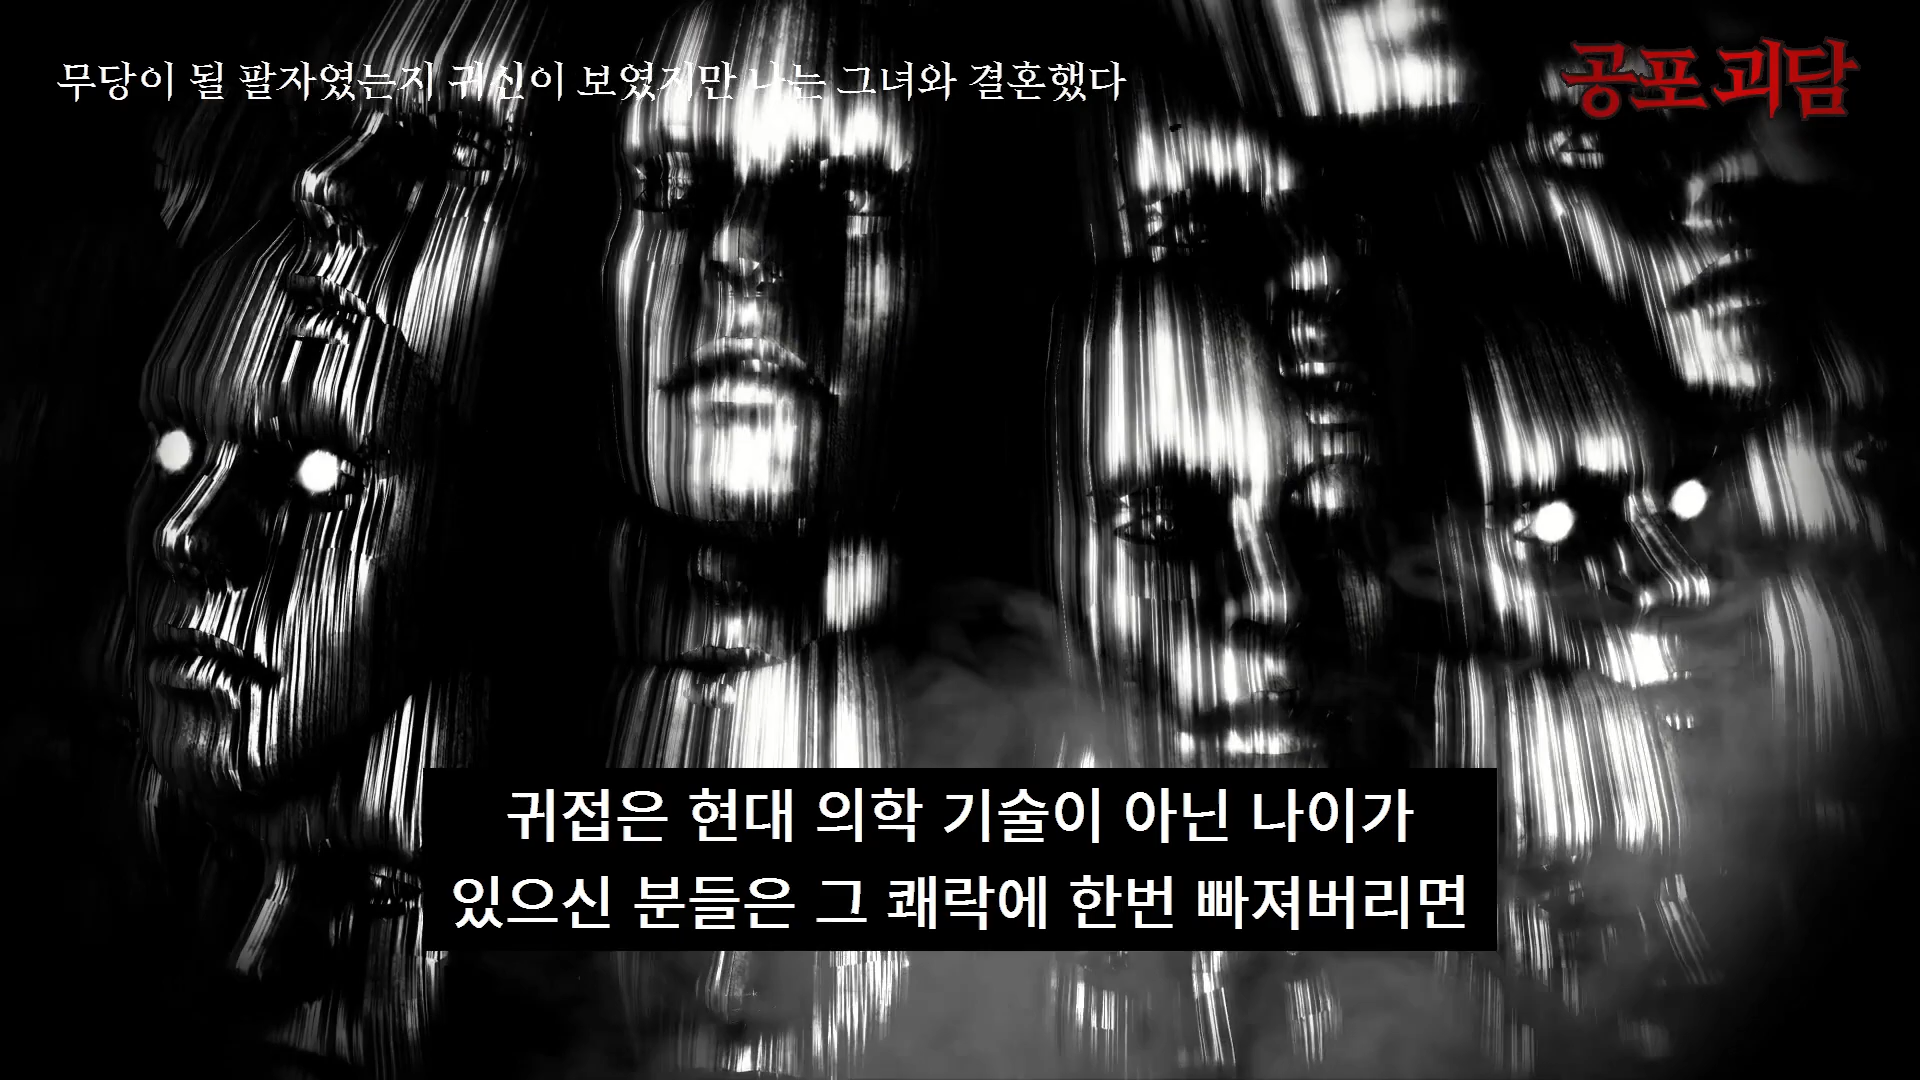 무당이 될 팔자였는지 귀신이 보였지만 나는 그녀와 결혼했다
공포 괴담
귀접은 현대 의학 기술이 아닌 나이가
있으신 분들은 그 쾌락에 한번 빠져버리면